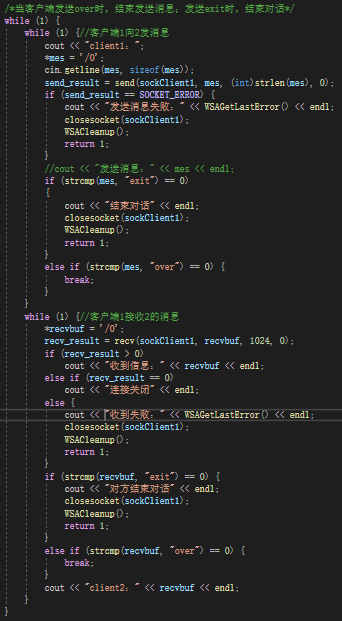 /*当客户端发送over时，结束发送消息；发送exit时，结束对话*/
while (1) {
while (1) {//客户端1向2发消息
cout << "client1: ";
*mes = '/0';
cin.getline(mes, sizeof(mes));
send_result = send(sockClient1, mes, (int)strlen(mes), 0);
if (send_result == SOCKET_ERROR) {
cout << "发送消息失败：" << WSAGetLastError() << endl;
closesocket(sockClient1);
WSACleanup();
return 1;
}
//cout << "发送消息：" << mes << endl;
if (strcmp(mes, "exit") == 0)
{
cout << "结束对话" << endl;
closesocket(sockClient1);
WSACleanup();
return 1;
}
else if (strcmp(mes, "over") == 0) {
break;
}
}
while (1) {//客户端1接收2的消息
*recvbuf = '/0';
recv_result = recv(sockClient1, recvbuf, 1024, 0);
if (recv_result > 0)
cout << "收到信息：" << recvbuf << endl;
else if (recv_result == 0)
cout << "连接关闭" << endl;
else {
cout << "收到失败：" << WSAGetLastError() << endl;
closesocket(sockClient1);
WSACleanup();
return 1;
}
if (strcmp(recvbuf, "exit") == 0) {
cout << "对方结束对话" << endl;
closesocket(sockClient1);
WSACleanup();
return 1;
}
else if (strcmp(recvbuf, "over") == 0) {
break;
}
cout << "client2: " << recvbuf << endl;
}
}